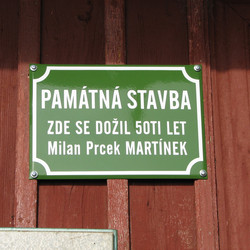 PAMÁTNÁ STAVBA
ZDE SE DOŽIL 50TI LET
Milan Prcek MARTÍNEK